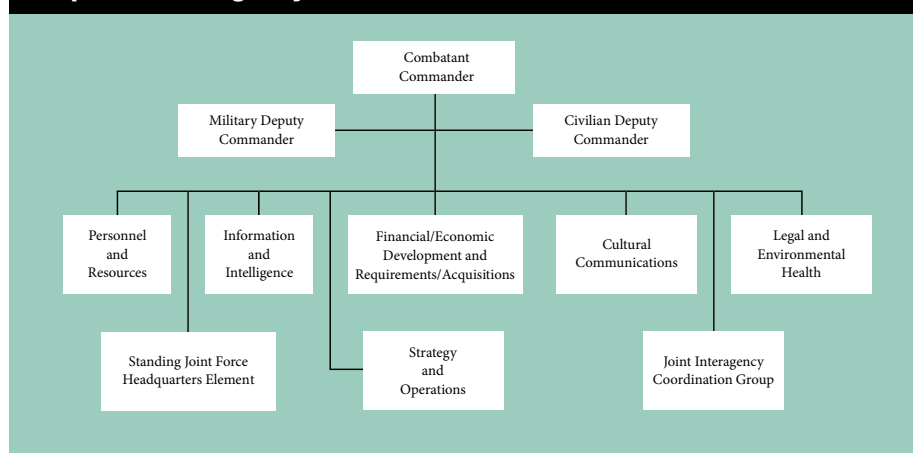 Combatant
Commander
Military Deputy
Commander
Civilian Deputy
Commander
Personnel
and
Resources
Information
and
Intelligence
Financial/Economic
Development and
Requirements/Acquisitions
Cultural
Communications
Legal and
Environmental
Health
Standing Joint Force
Headquarters Element
Strategy
and
Operations
Joint Interagency
Coordination Group